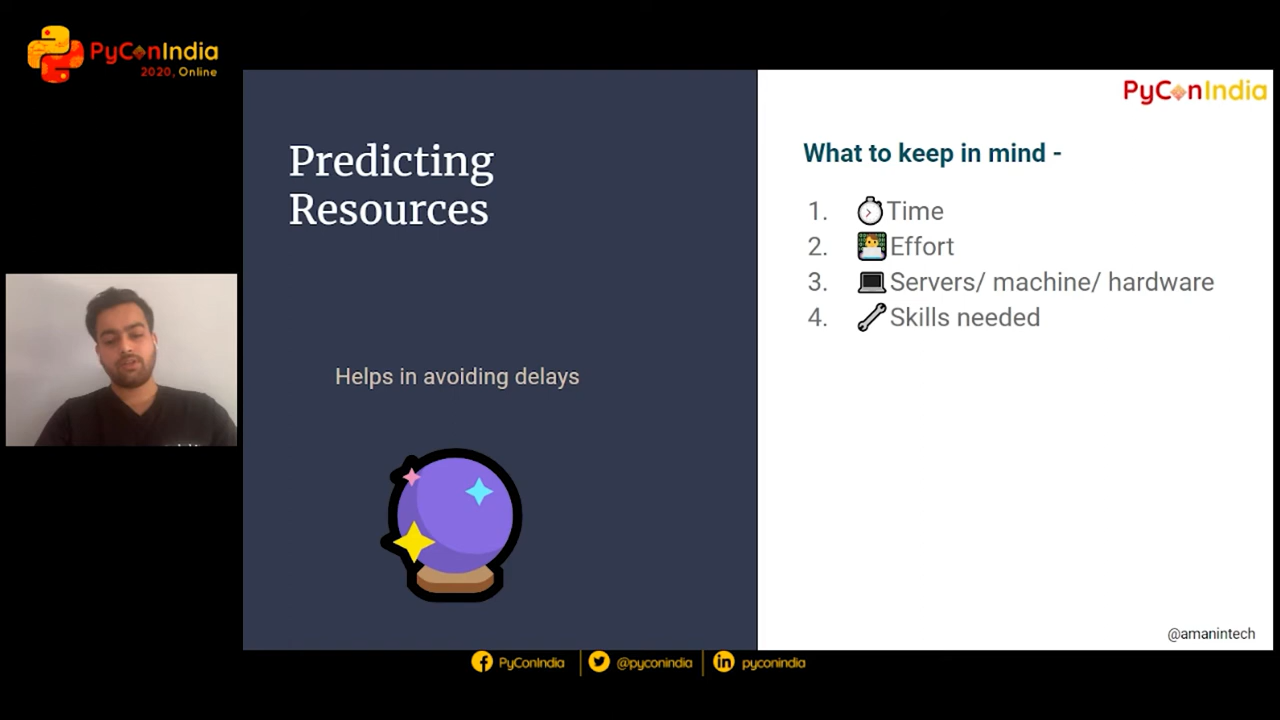 PyConIndia
2020, Online
PyConIndia
Predicting
Resources
Helps in avoiding delays
What to keep in mind -
1. Time
2. Effort
3. Servers/ machine/ hardware
4. Skills needed
@amanintech
PyConIndia
@pyconindia
pyconindia